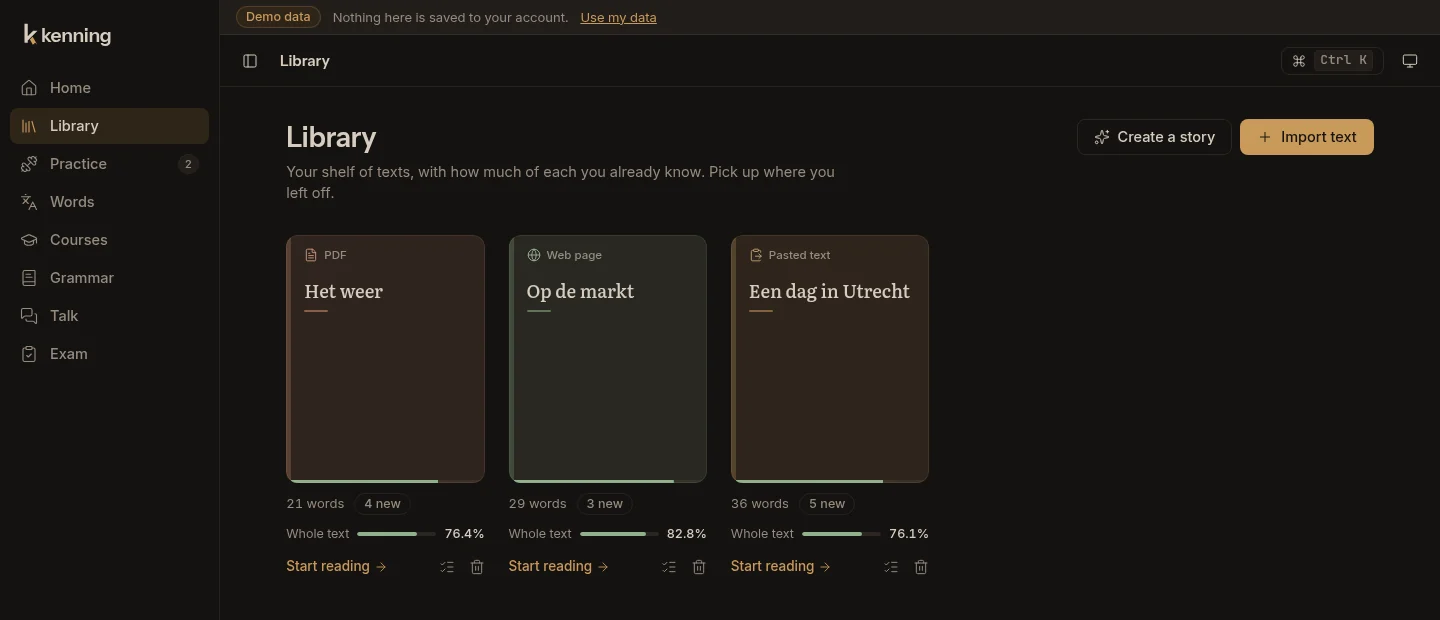 kenning
Home
Library
Practice 2
Words
Courses
Grammar
Talk
Exam
Demo data Nothing here is saved to your account. Use my data
Library
⌘ Ctrl K
Library
Create a story
+ Import text
Your shelf of texts, with how much of each you already know. Pick up where you
left off.
PDF
Het weer
21 words 4 new
Whole text 76.4%
Start reading →
Web page
Op de markt
29 words 3 new
Whole text 82.8%
Start reading →
Pasted text
Een dag in Utrecht
36 words 5 new
Whole text 76.1%
Start reading →